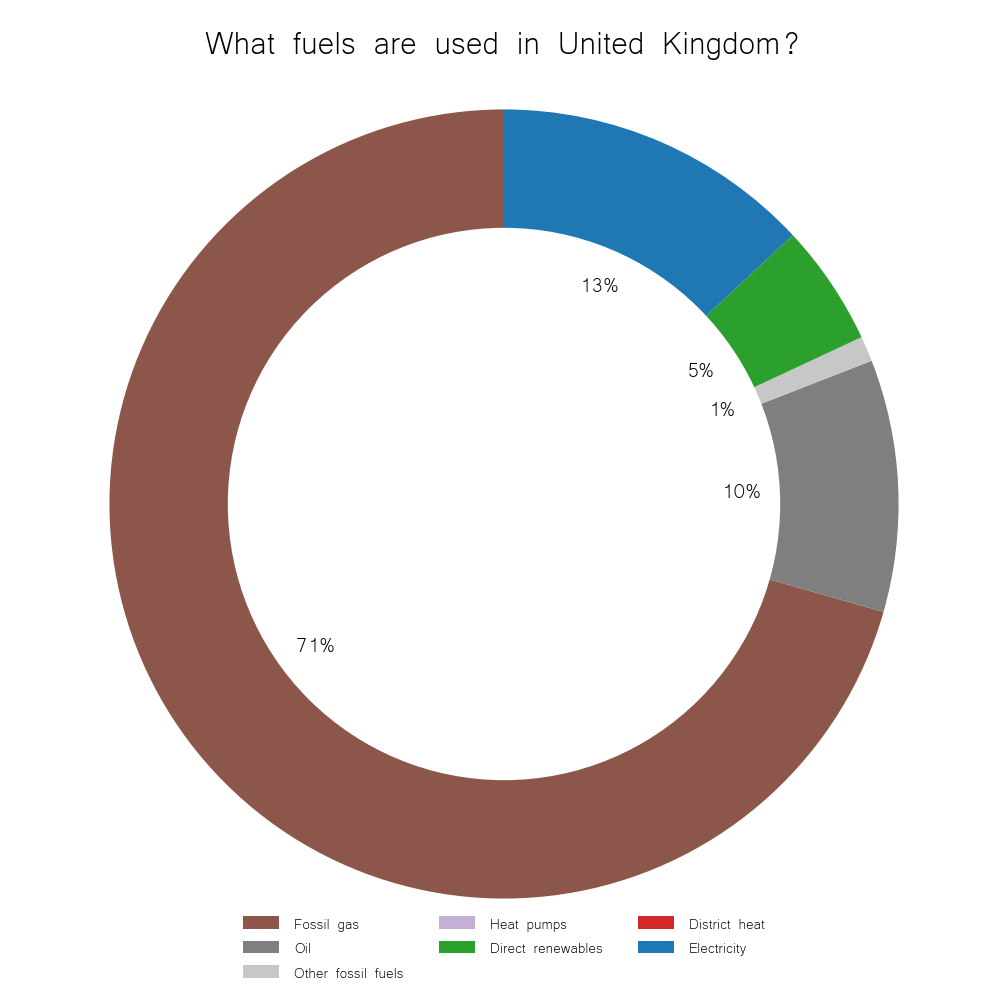 What fuels are used in United Kingdom?
13%
5%
1%
10%
71%
Fossil gas
Oil
Other fossil fuels
Heat pumps
Direct renewables
District heat
Electricity